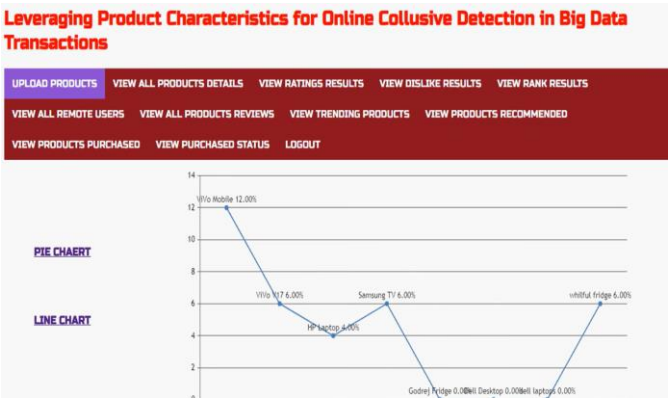 Leveraging Product Characteristics for Online Collusive Detection in Big Data
Transactions
UPLOAD PRODUCTS VIEW ALL PRODUCTS DETAILS VIEW RATINGS RESULTS VIEW DISLIKE RESULTS VIEW RANK RESULTS
VIEW ALL REMOTE USERS VIEW ALL PRODUCTS REVIEWS VIEW TRENDING PRODUCTS VIEW PRODUCTS RECOMMENDED
VIEW PRODUCTS PURCHASED VIEW PURCHASED STATUS LOGOUT
PIE CHAERT
LINE CHART
14
12
10
8
6
4
2
0
ViVo Mobile 12.00%
ViVo V17 6.00%
HP Laptop 4.00%
Samsung TV 6.00%
Godrej Fridge 0.00%
Dell Desktop 0.00%
dell laptops 0.00%
whilful fridge 6.00%